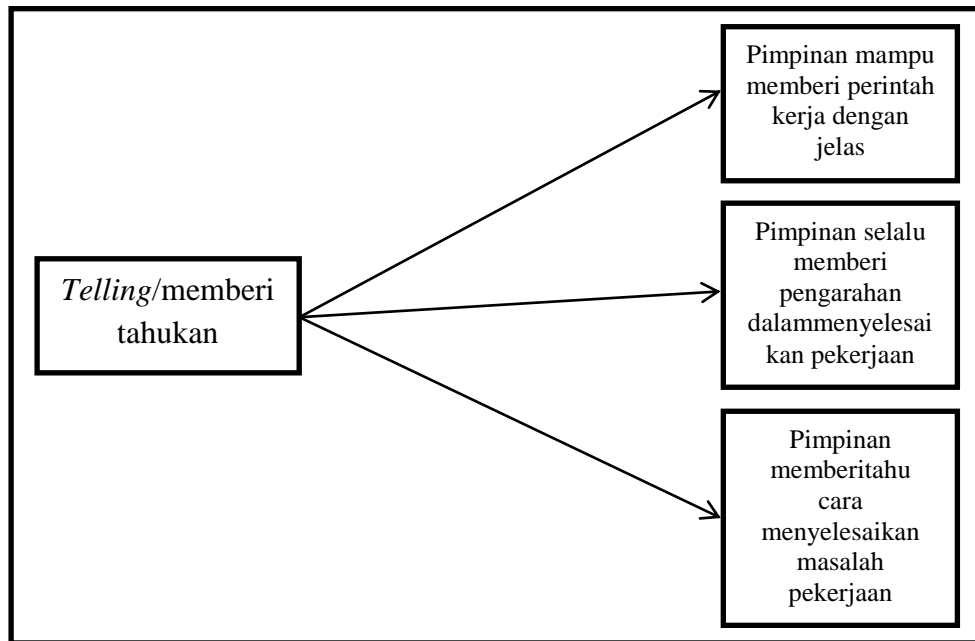 Pimpinan mampu
memberi perintah
kerja dengan
jelas
Telling/memberi
tahukan
Pimpinan selalu
memberi
pengarahan
dalammenyelesai
kan pekerjaan
Pimpinan
memberitahu
cara
menyelesaikan
masalah
pekerjaan